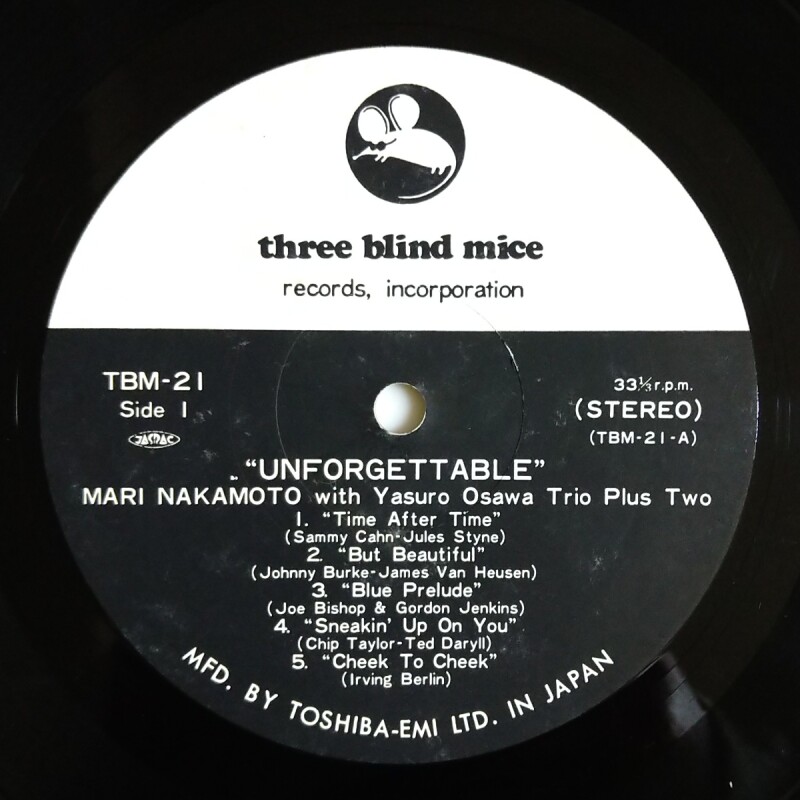 three blind mice
records, incorporation
TBM-21
Side 1
JASRAC
33⅓ r.p.m.
(STEREO)
(TBM-21-A)
"UNFORGETTABLE"
MARI NAKAMOTO with Yasuro Osawa Trio Plus Two
1. "Time After Time"
(Sammy Cahn-Jules Styne)
2. "But Beautiful"
(Johnny Burke-James Van Heusen)
3. "Blue Prelude"
(Joe Bishop & Gordon Jenkins)
4. "Sneakin' Up On You"
(Chip Taylor-Ted Daryll)
5. "Cheek To Cheek"
(Irving Berlin)
MFD. BY TOSHIBA-EMI LTD. IN JAPAN